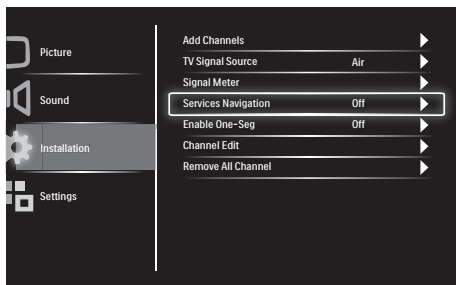 Picture
Sound
Installation
Settings
Add Channels
TV Signal Source Air
Signal Meter
Services Navigation Off
Enable One-Seg Off
Channel Edit
Remove All Channel